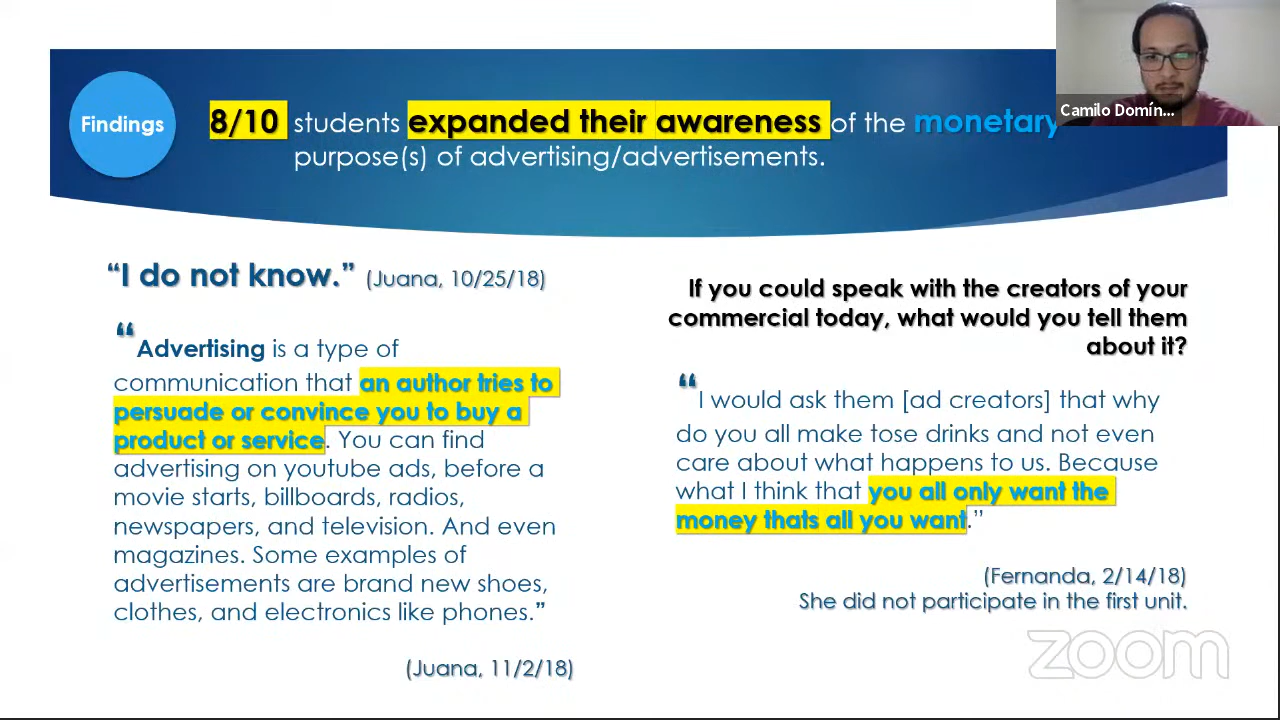 Findings
8/10 students expanded their awareness of the monetary
purpose(s) of advertising/advertisements.
Camilo Domín...
“I do not know.” (Juana, 10/25/18)
“Advertising is a type of
communication that an author tries to
persuade or convince you to buy a
product or service. You can find
advertising on youtube ads, before a
movie starts, billboards, radios,
newspapers, and television. And even
magazines. Some examples of
advertisements are brand new shoes,
clothes, and electronics like phones.”
(Juana, 11/2/18)
If you could speak with the creators of your
commercial today, what would you tell them
about it?
“I would ask them [ad creators] that why
do you all make tose drinks and not even
care about what happens to us. Because
what I think that you all only want the
money thats all you want.”
(Fernanda, 2/14/18)
She did not participate in the first unit.
zoom